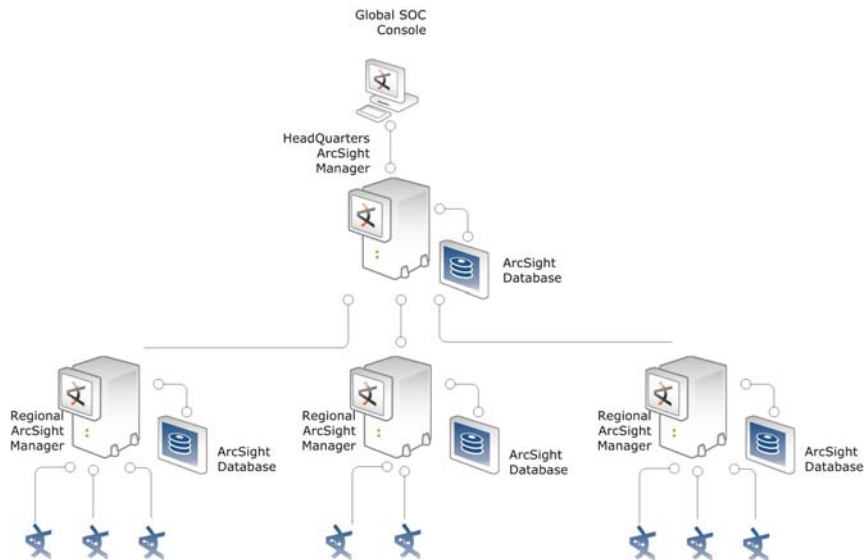 Global SOC
Console
HeadQuarters
ArcSight
Manager
ArcSight
Database
Regional
ArcSight
Manager
ArcSight
Database
Regional
ArcSight
Manager
ArcSight
Database
Regional
ArcSight
Manager
ArcSight
Database